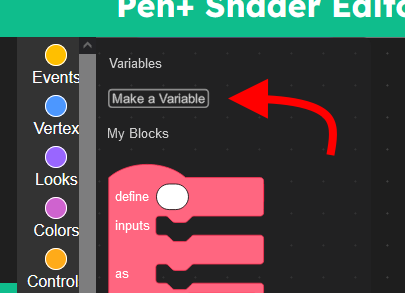 Pen+ Shader Edito
Variables
Make a Variable
My Blocks
Events
Vertex
Looks
Colors
Control
define
inputs
as